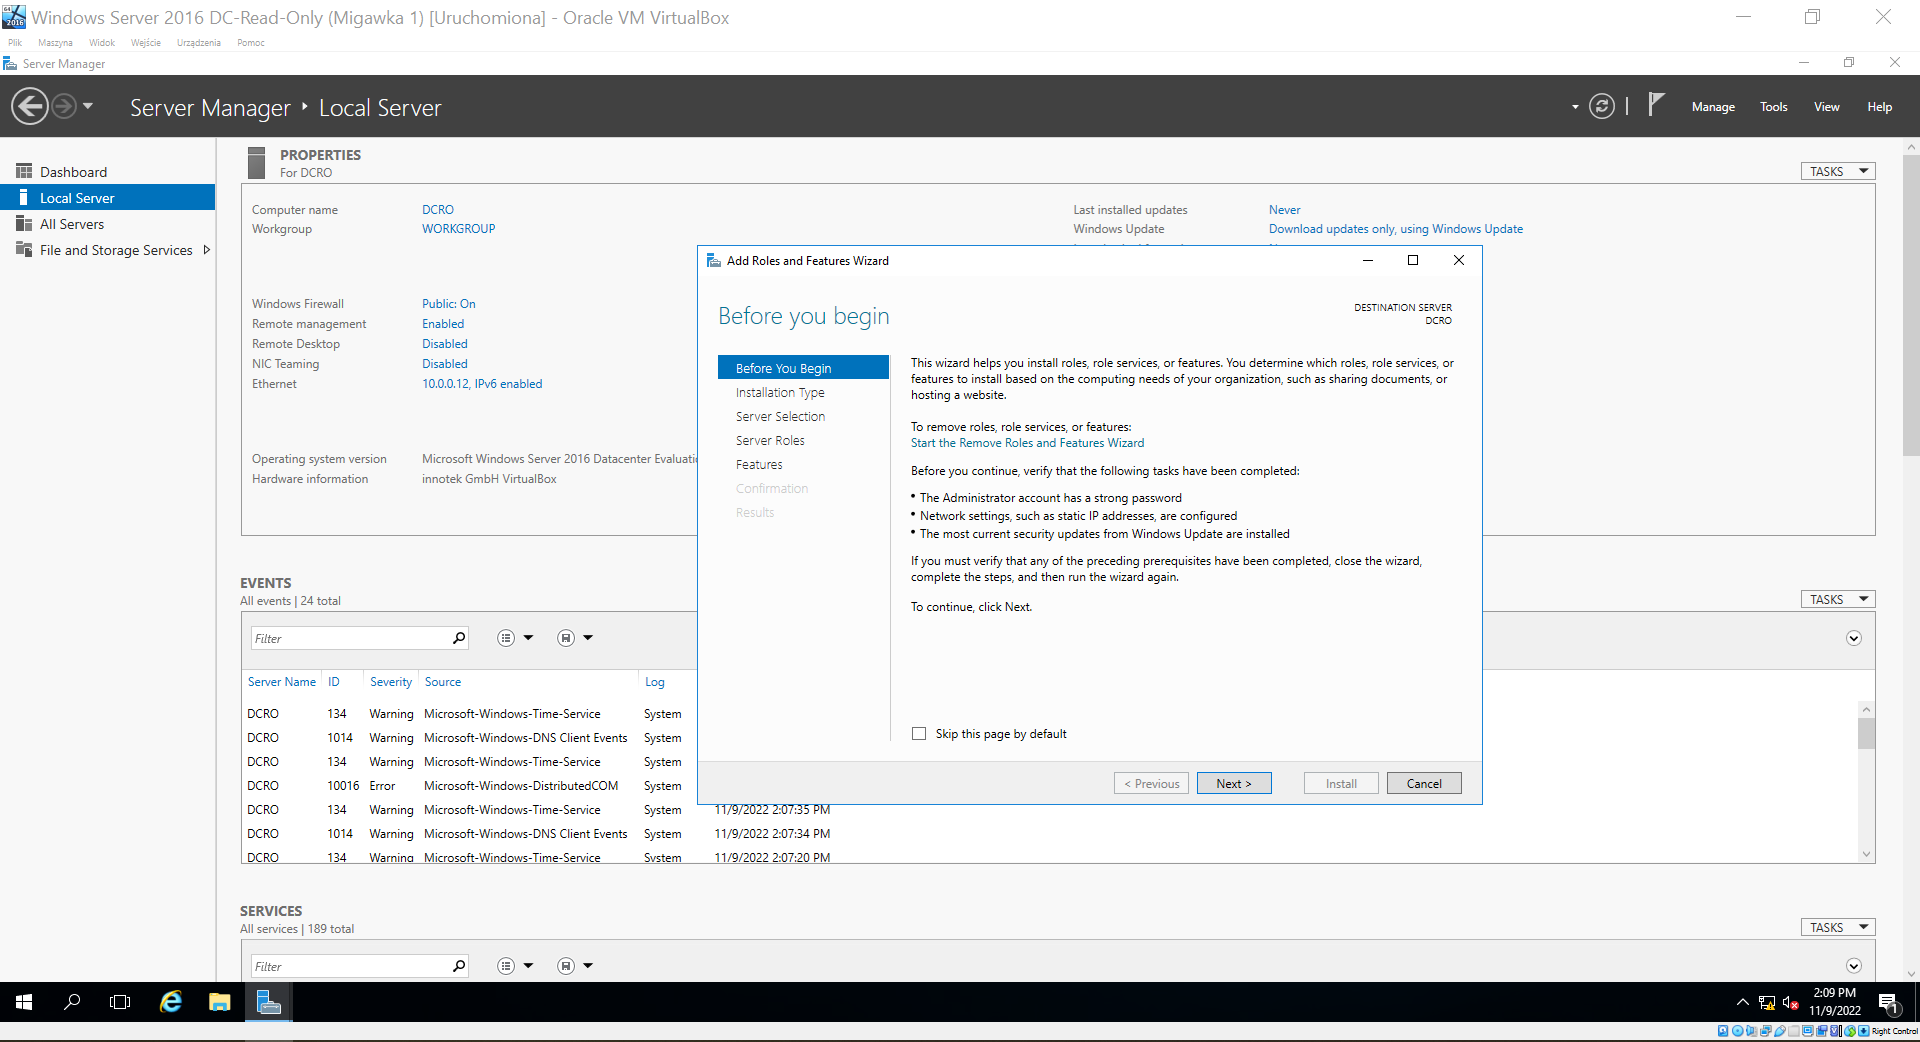 Windows Server 2016 DC-Read-Only (Migawka 1) [Uruchomiona] - Oracle VM VirtualBox
Plik Maszyna Widok Wejście Urządzenia Pomoc
Server Manager
Server Manager ‣ Local Server
Manage Tools View Help
Dashboard
Local Server
All Servers
File and Storage Services
PROPERTIES
For DCRO
TASKS
Computer name DCRO
Workgroup WORKGROUP
Last installed updates Never
Windows Update Download updates only, using Windows Update
Windows Firewall Public: On
Remote management Enabled
Remote Desktop Disabled
NIC Teaming Disabled
Ethernet 10.0.0.12, IPv6 enabled
Operating system version Microsoft Windows Server 2016 Datacenter
Hardware information innotek GmbH VirtualBox
Add Roles and Features Wizard
Before you begin
DESTINATION SERVER
DCRO
Before You Begin
Installation Type
Server Selection
Server Roles
Features
Confirmation
Results
This wizard helps you install roles, role services, or features. You determine which roles, role services, or
features to install based on the computing needs of your organization, such as sharing documents, or
hosting a website.
To remove roles, role services, or features:
Start the Remove Roles and Features Wizard
Before you continue, verify that the following tasks have been completed:
• The Administrator account has a strong password
• Network settings, such as static IP addresses, are configured
• The most current security updates from Windows Update are installed
If you must verify that any of the preceding prerequisites have been completed, close the wizard,
complete the steps, and then run the wizard again.
To continue, click Next.
Skip this page by default
< Previous Next > Install Cancel
EVENTS
All events | 24 total
TASKS
Filter
Server Name ID Severity Source Log
DCRO 134 Warning Microsoft-Windows-Time-Service System
DCRO 1014 Warning Microsoft-Windows-DNS Client Events System
DCRO 134 Warning Microsoft-Windows-Time-Service System
DCRO 10016 Error Microsoft-Windows-DistributedCOM System
DCRO 134 Warning Microsoft-Windows-Time-Service System 11/9/2022 2:07:35 PM
DCRO 1014 Warning Microsoft-Windows-DNS Client Events System 11/9/2022 2:07:34 PM
DCRO 134 Warning Microsoft-Windows-Time-Service System 11/9/2022 2:07:20 PM
SERVICES
All services | 189 total
TASKS
Filter
2:09 PM
11/9/2022
1
Right Control